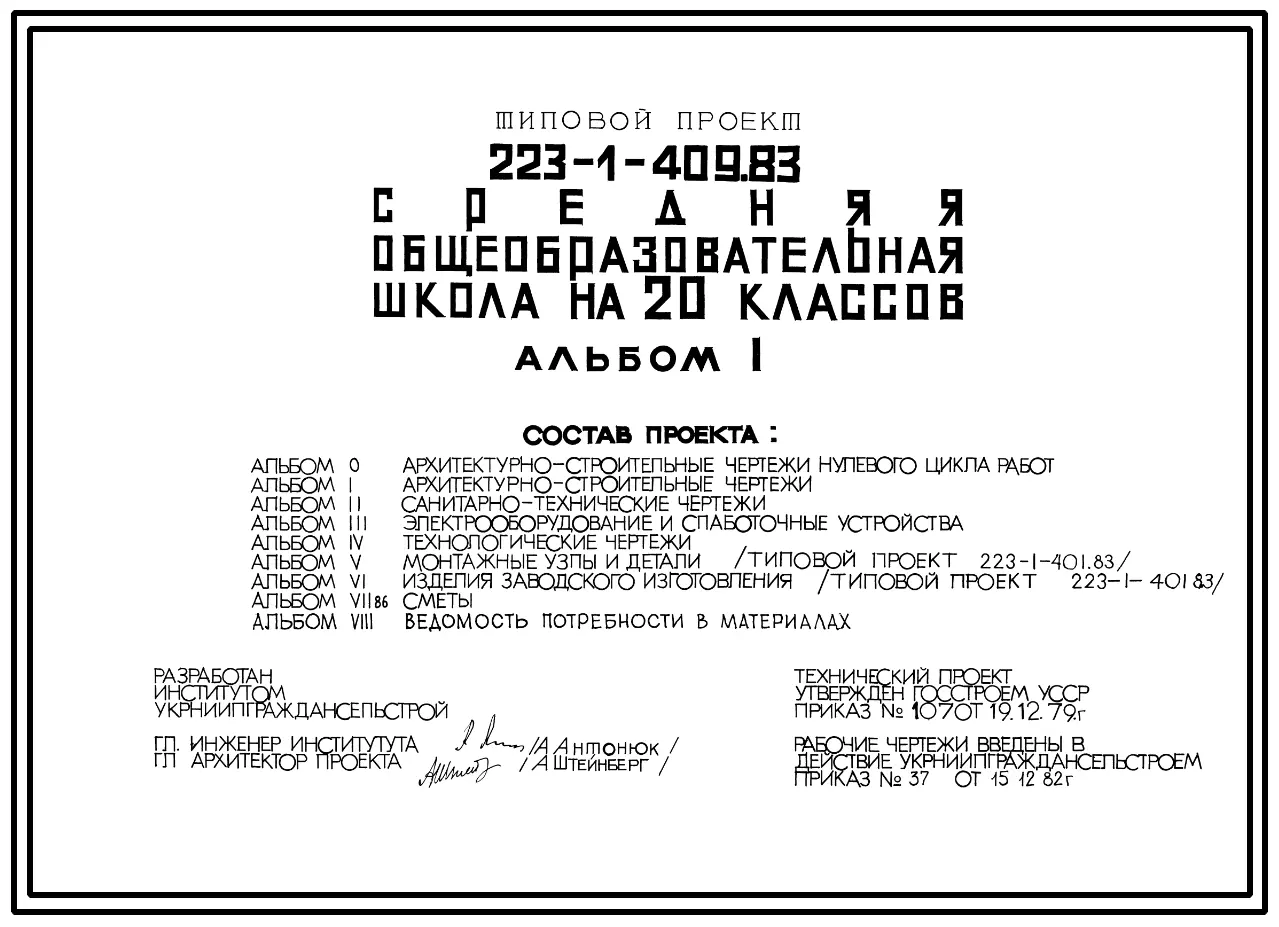 ТИПОВОЙ ПРОЕКТ
223-1-409.83
СРЕДНЯЯ
ОБЩЕОБРАЗОВАТЕЛЬНАЯ
ШКОЛА НА 20 КЛАССОВ
АЛЬБОМ I
СОСТАВ ПРОЕКТА:
АЛЬБОМ 0 АРХИТЕКТУРНО-СТРОИТЕЛЬНЫЕ ЧЕРТЕЖИ НУЛЕВОГО ЦИКЛА РАБОТ
АЛЬБОМ I АРХИТЕКТУРНО-СТРОИТЕЛЬНЫЕ ЧЕРТЕЖИ
АЛЬБОМ II САНИТАРНО-ТЕХНИЧЕСКИЕ ЧЕРТЕЖИ
АЛЬБОМ III ЭЛЕКТРООБОРУДОВАНИЕ И СЛАБОТОЧНЫЕ УСТРОЙСТВА
АЛЬБОМ IV ТЕХНОЛОГИЧЕСКИЕ ЧЕРТЕЖИ
АЛЬБОМ V МОНТАЖНЫЕ УЗЛЫ И ДЕТАЛИ /ТИПОВОЙ ПРОЕКТ 223-1-401.83/
АЛЬБОМ VI ИЗДЕЛИЯ ЗАВОДСКОГО ИЗГОТОВЛЕНИЯ /ТИПОВОЙ ПРОЕКТ 223-1-401.83/
АЛЬБОМ VII 86 СМЕТЫ
АЛЬБОМ VIII ВЕДОМОСТЬ ПОТРЕБНОСТИ В МАТЕРИАЛАХ
РАЗРАБОТАН
ИНСТИТУТОМ
УКРНИИПГРАЖДАНСЕЛЬСТРОЙ
ГЛ. ИНЖЕНЕР ИНСТИТУТУТА /А АНТОНЮК/
ГЛ АРХИТЕКТОР ПРОЕКТА /А ШТЕЙНБЕРГ/
ТЕХНИЧЕСКИЙ ПРОЕКТ
УТВЕРЖДЕН ГОССТРОЕМ УССР
ПРИКАЗ № 107 ОТ 19.12.79.г
РАБОЧИЕ ЧЕРТЕЖИ ВВЕДЕНЫ В
ДЕЙСТВИЕ УКРНИИПГРАЖДАНСЕЛЬСТРОЕМ
ПРИКАЗ № 37 ОТ 15 12 82г